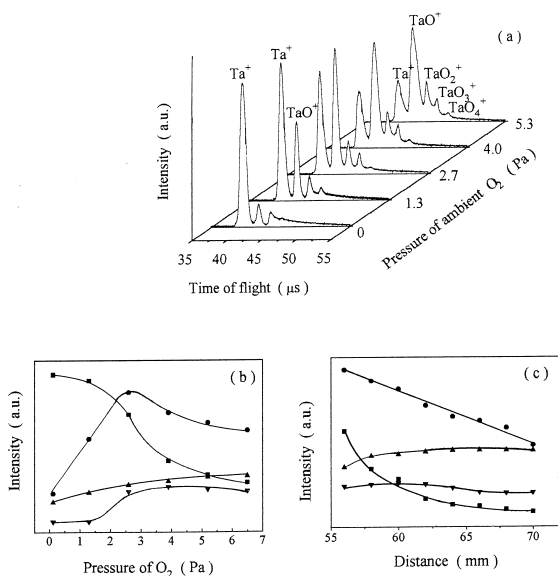 ( a )
TaO⁺
Ta⁺
Ta⁺
TaO⁺
Ta⁺
TaO₂⁺
TaO₃⁺
TaO₄⁺
Intensity ( a.u. )
5.3
4.0
2.7
1.3
0
Pressure of ambient O₂ ( Pa )
35 40 45 50 55
Time of flight ( μs )
( b )
Intensity ( a.u. )
0 1 2 3 4 5 6 7
Pressure of O₂ ( Pa )
( c )
Intensity ( a.u. )
55 60 65 70
Distance ( mm )